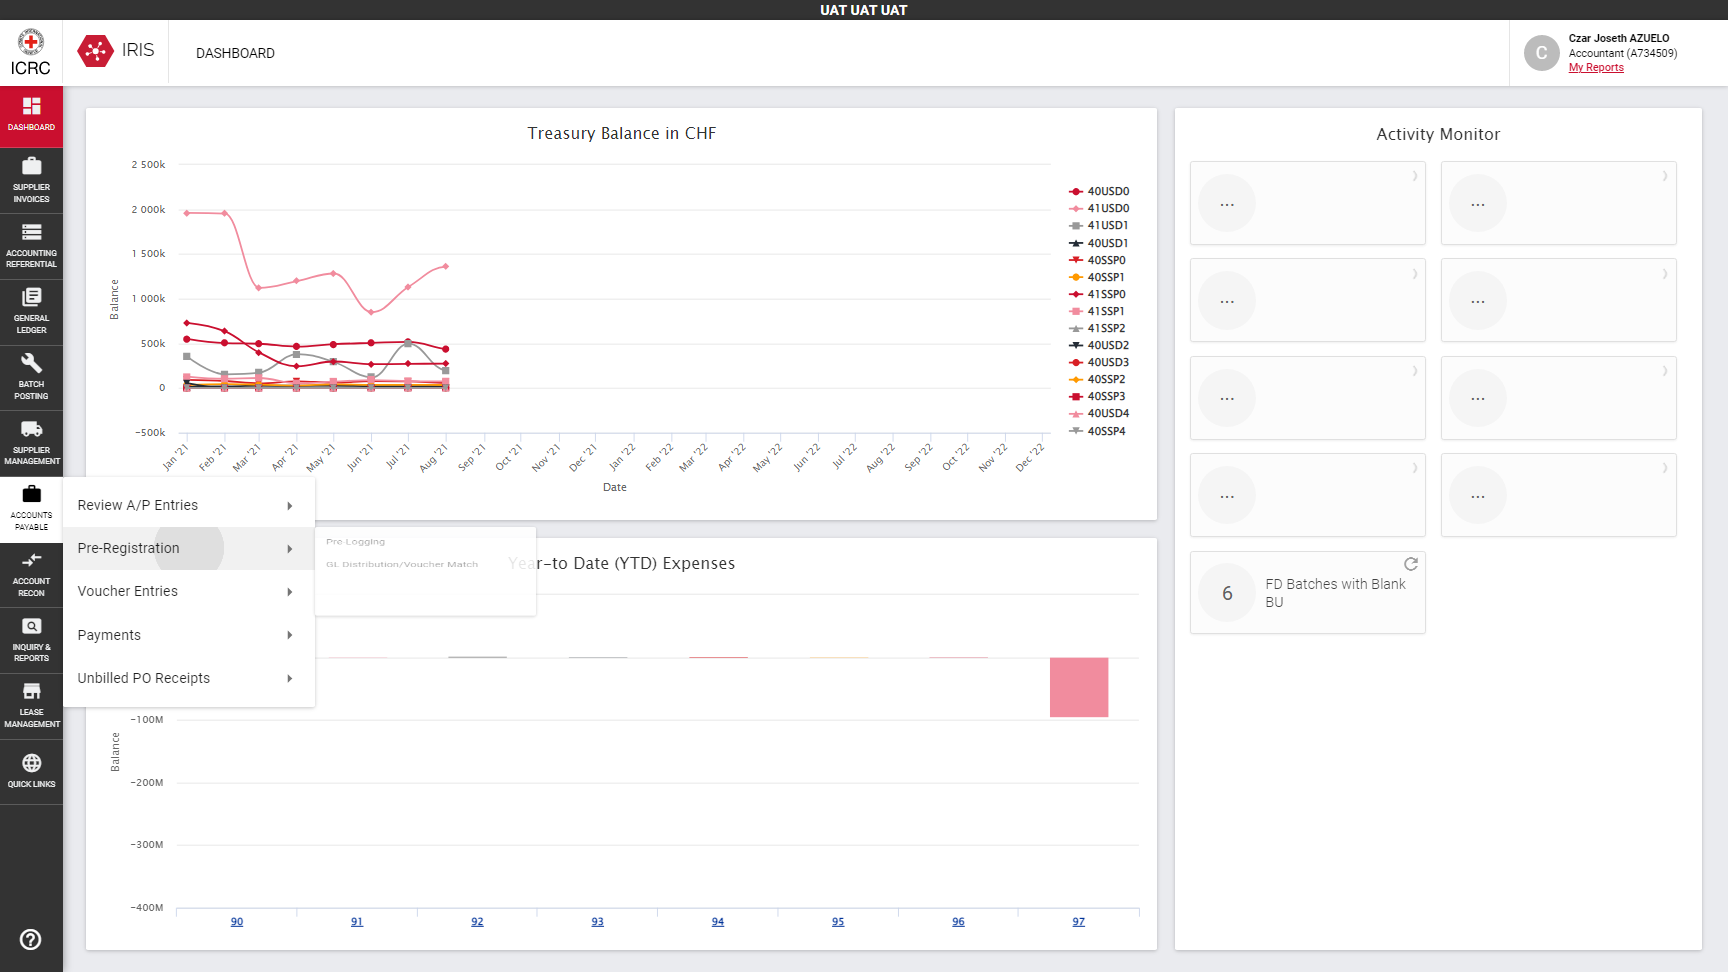 UAT UAT UAT
ICRC
IRIS
DASHBOARD
C
Czar Joseth AZUELO
Accountant (A734509)
My Reports
DASHBOARD
SUPPLIER
INVOICES
ACCOUNTING
REFERENTIAL
GENERAL
LEDGER
BATCH
POSTING
SUPPLIER
MANAGEMENT
ACCOUNTS
PAYABLE
ACCOUNT
RECON
INQUIRY &
REPORTS
LEASE
MANAGEMENT
QUICK LINKS
Treasury Balance in CHF
2 500k
2 000k
1 500k
1 000k
500k
0
-500k
Balance
Jan '21
Feb '21
Mar '21
Apr '21
May '21
Jun '21
Jul '21
Aug '21
Sep '21
Oct '21
Nov '21
Dec '21
Jan '22
Feb '22
Mar '22
Apr '22
May '22
Jun '22
Jul '22
Aug '22
Sep '22
Oct '22
Nov '22
Dec '22
Date
40USD0
41USD0
41USD1
40USD1
40SSP0
40SSP1
41SSP0
41SSP1
41SSP2
40USD2
40USD3
40SSP2
40SSP3
40USD4
40SSP4
Review A/P Entries
Pre-Registration
Voucher Entries
Payments
Unbilled PO Receipts
Pre Logging
GL Distribution/Voucher Match
Year-to Date (YTD) Expenses
-100M
-200M
-300M
-400M
Balance
90 91 92 93 94 95 96 97
Activity Monitor
... ...
... ...
... ...
... ...
6
FD Batches with Blank
BU